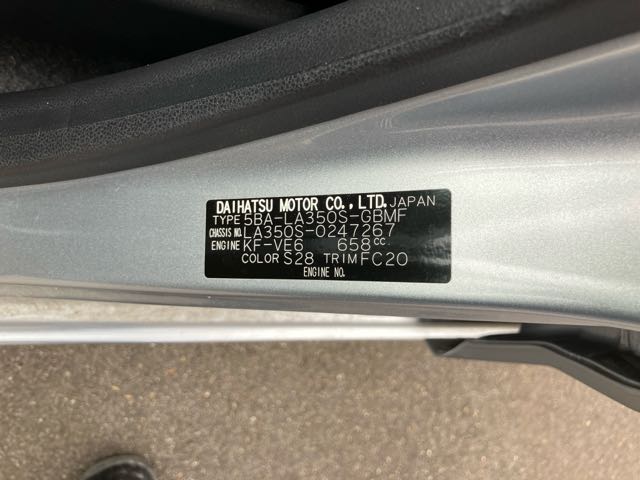 DAIHATSU MOTOR CO.,LTD.JAPAN
TYPE 5BA-LA350S-GBMF
CHASSIS NO. LA350S-0247267
ENGINE KF-VE6 658cc
COLOR S28 TRIM FC20
ENGINE NO.